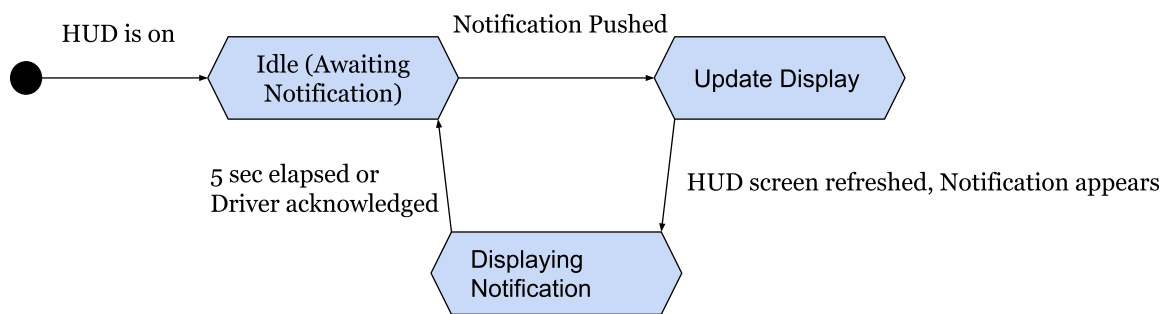 HUD is on
Notification Pushed
Idle (Awaiting
Notification)
Update Display
5 sec elapsed or
Driver acknowledged
HUD screen refreshed, Notification appears
Displaying
Notification